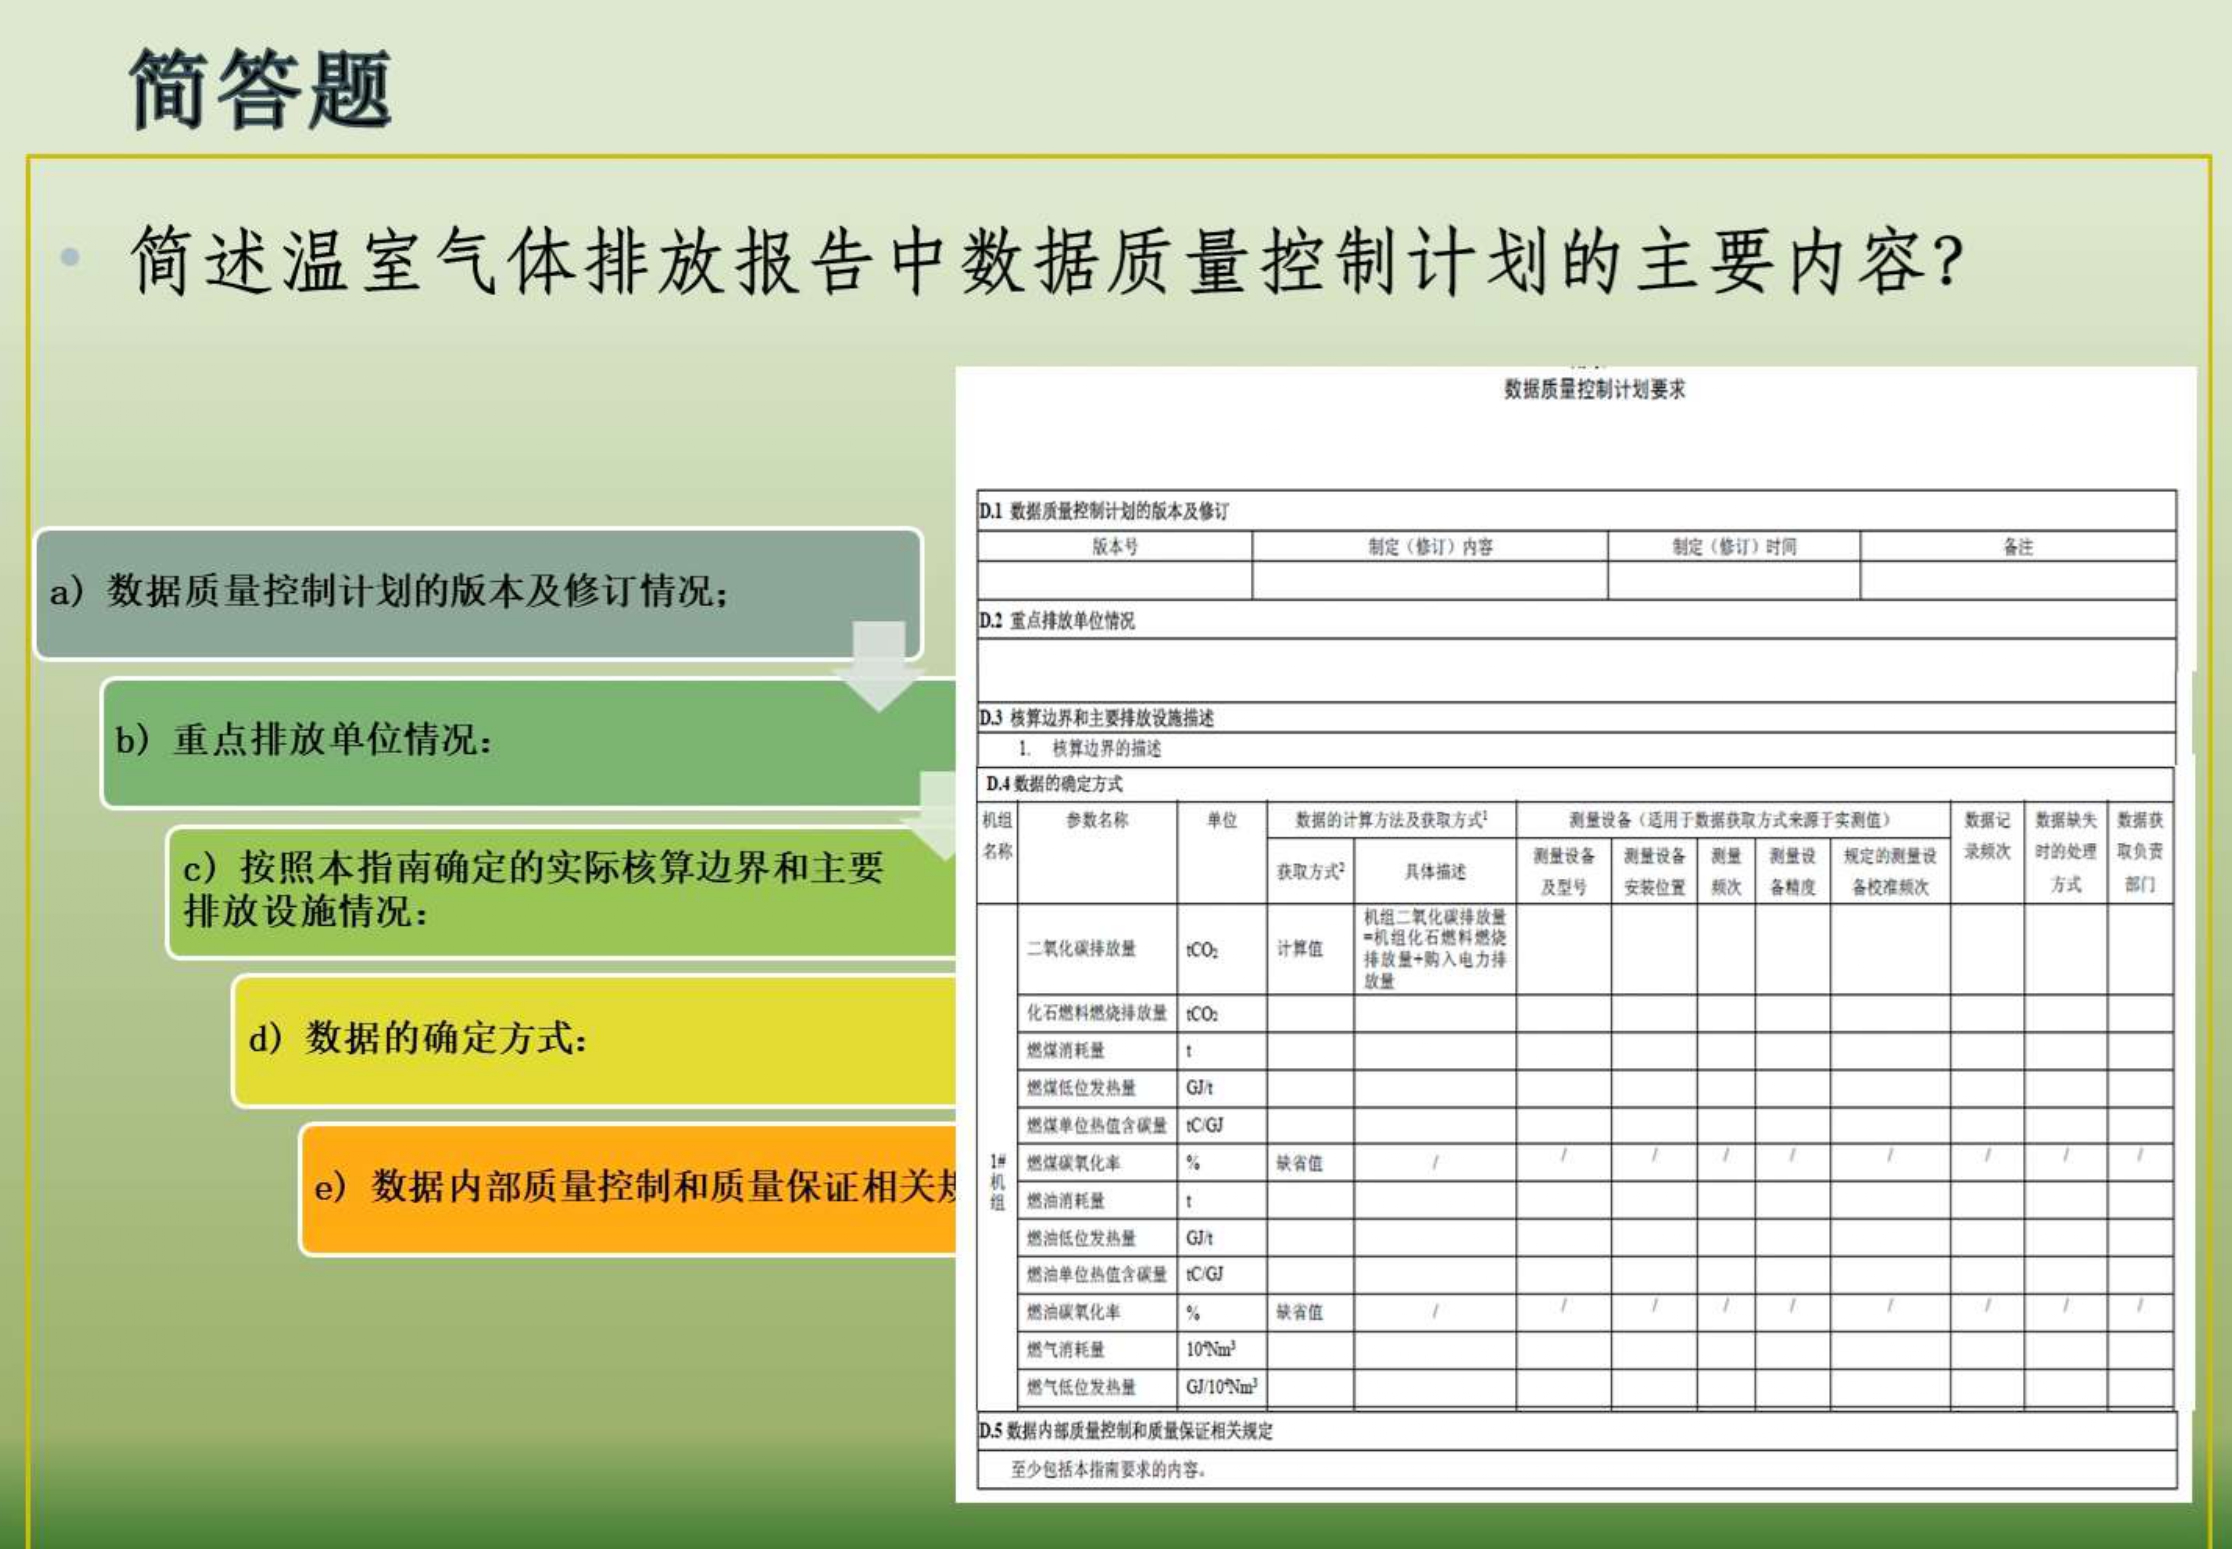 简答题
简述温室气体排放报告中数据质量控制计划的主要内容?
a) 数据质量控制计划的版本及修订情况;
b) 重点排放单位情况:
c) 按照本指南确定的实际核算边界和主要
排放设施情况:
d) 数据的确定方式:
e) 数据内部质量控制和质量保证相关
数据质量控制计划要求
D.1 数据质量控制计划的版本及修订
版本号 制定（修订）内容 制定（修订）时间 备注
D.2 重点排放单位情况
D.3 核算边界和主要排放设施描述
1. 核算边界的描述
D.4 数据的确定方式
机组 参数名称 单位 数据的计算方法及获取方式1 测量设备（适用于数据获取方式来源于实测值） 数据记 数据缺失 数据获
名称 获取方式2 具体描述 测量设备 测量设备 测量 测量设 规定的测量设 录频次 时的处理 取负责
及型号 安装位置 频次 备精度 备校准频次 方式 部门
1#
机
组
二氧化碳排放量 tCO2 计算值 机组二氧化碳排放量
=机组化石燃料燃烧
排放量+购入电力排
放量
化石燃料燃烧排放量 tCO2
燃煤消耗量 t
燃煤低位发热量 GJ/t
燃煤单位热值含碳量 tC/GJ
燃煤碳氧化率 % 缺省值 / / / / / / / / /
燃油消耗量 t
燃油低位发热量 GJ/t
燃油单位热值含碳量 tC/GJ
燃油碳氧化率 % 缺省值 / / / / / / / / /
燃气消耗量 10⁴Nm³
燃气低位发热量 GJ/10⁴Nm³
D.5 数据内部质量控制和质量保证相关规定
至少包括本指南要求的内容。